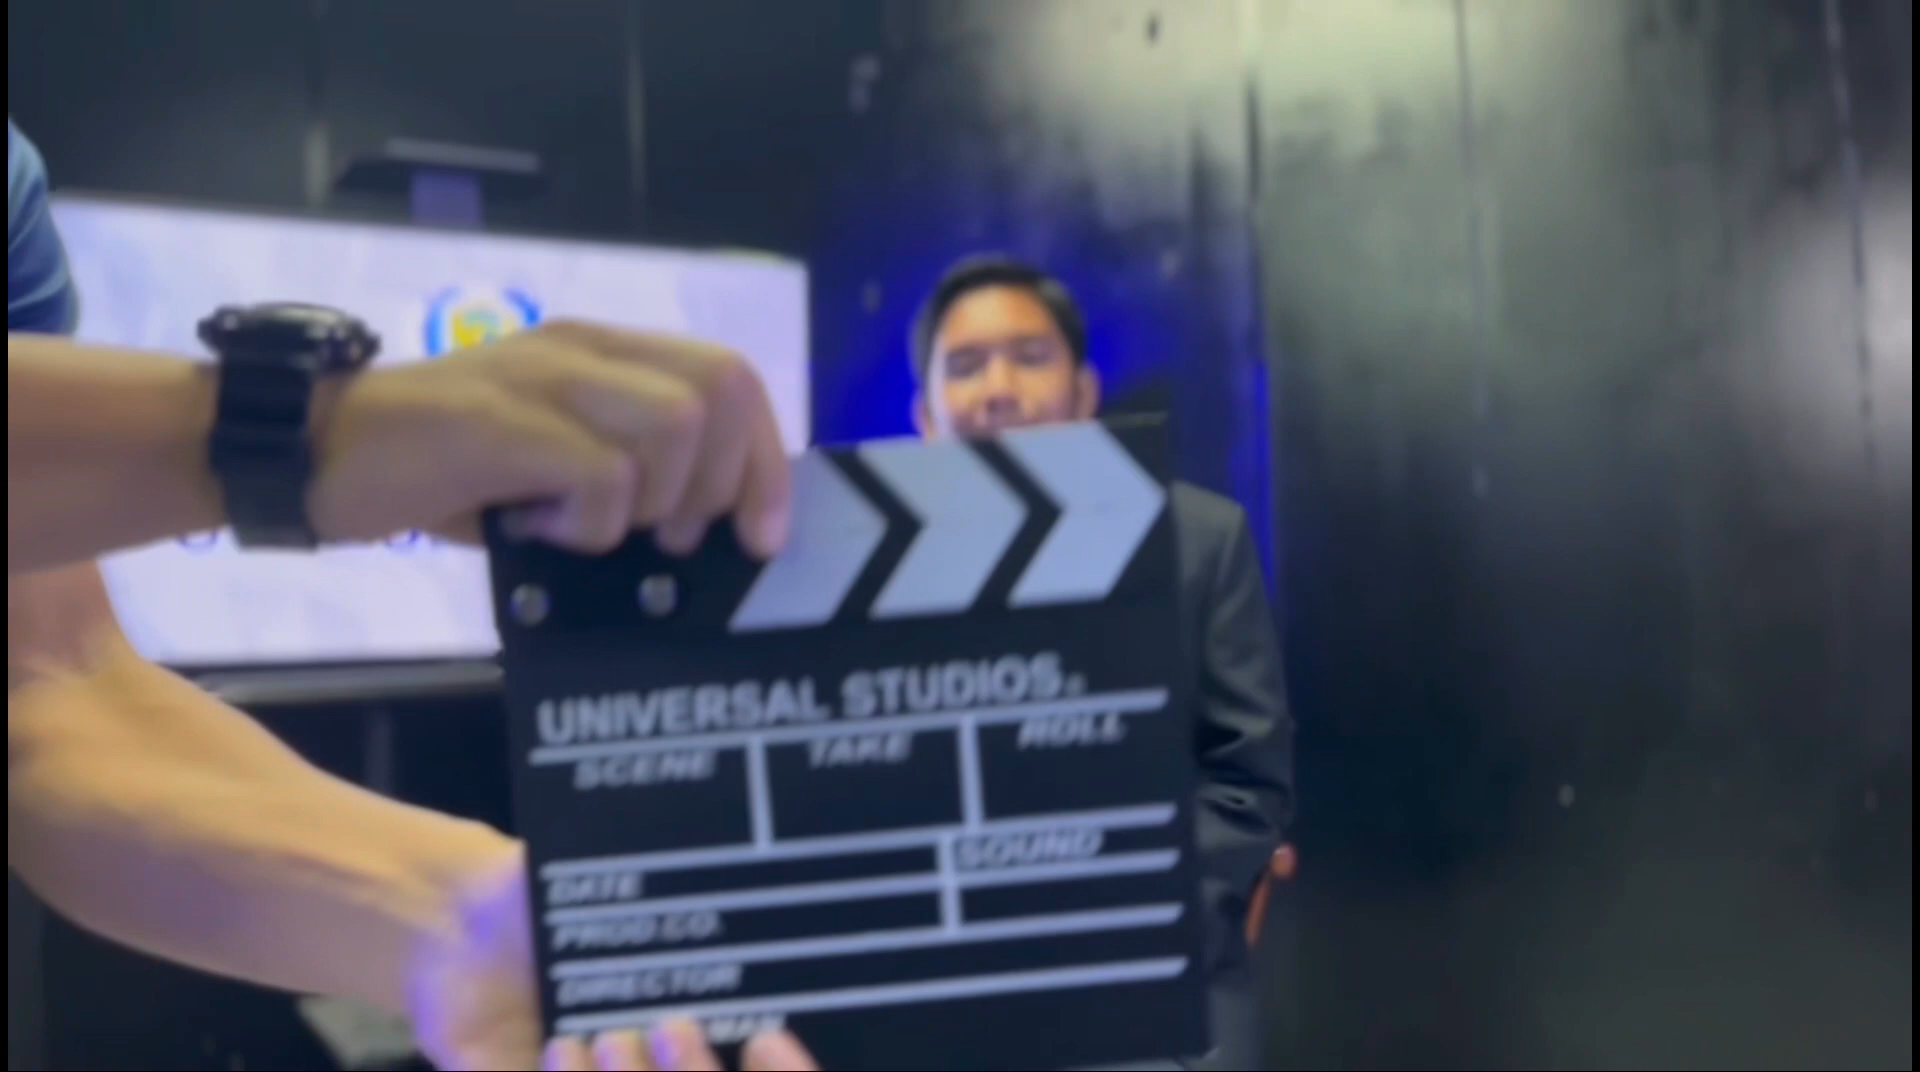 UNIVERSAL STUDIOS
SCENE TAKE ROLL
SOUND
DATE
PROD.CO.
DIRECTOR